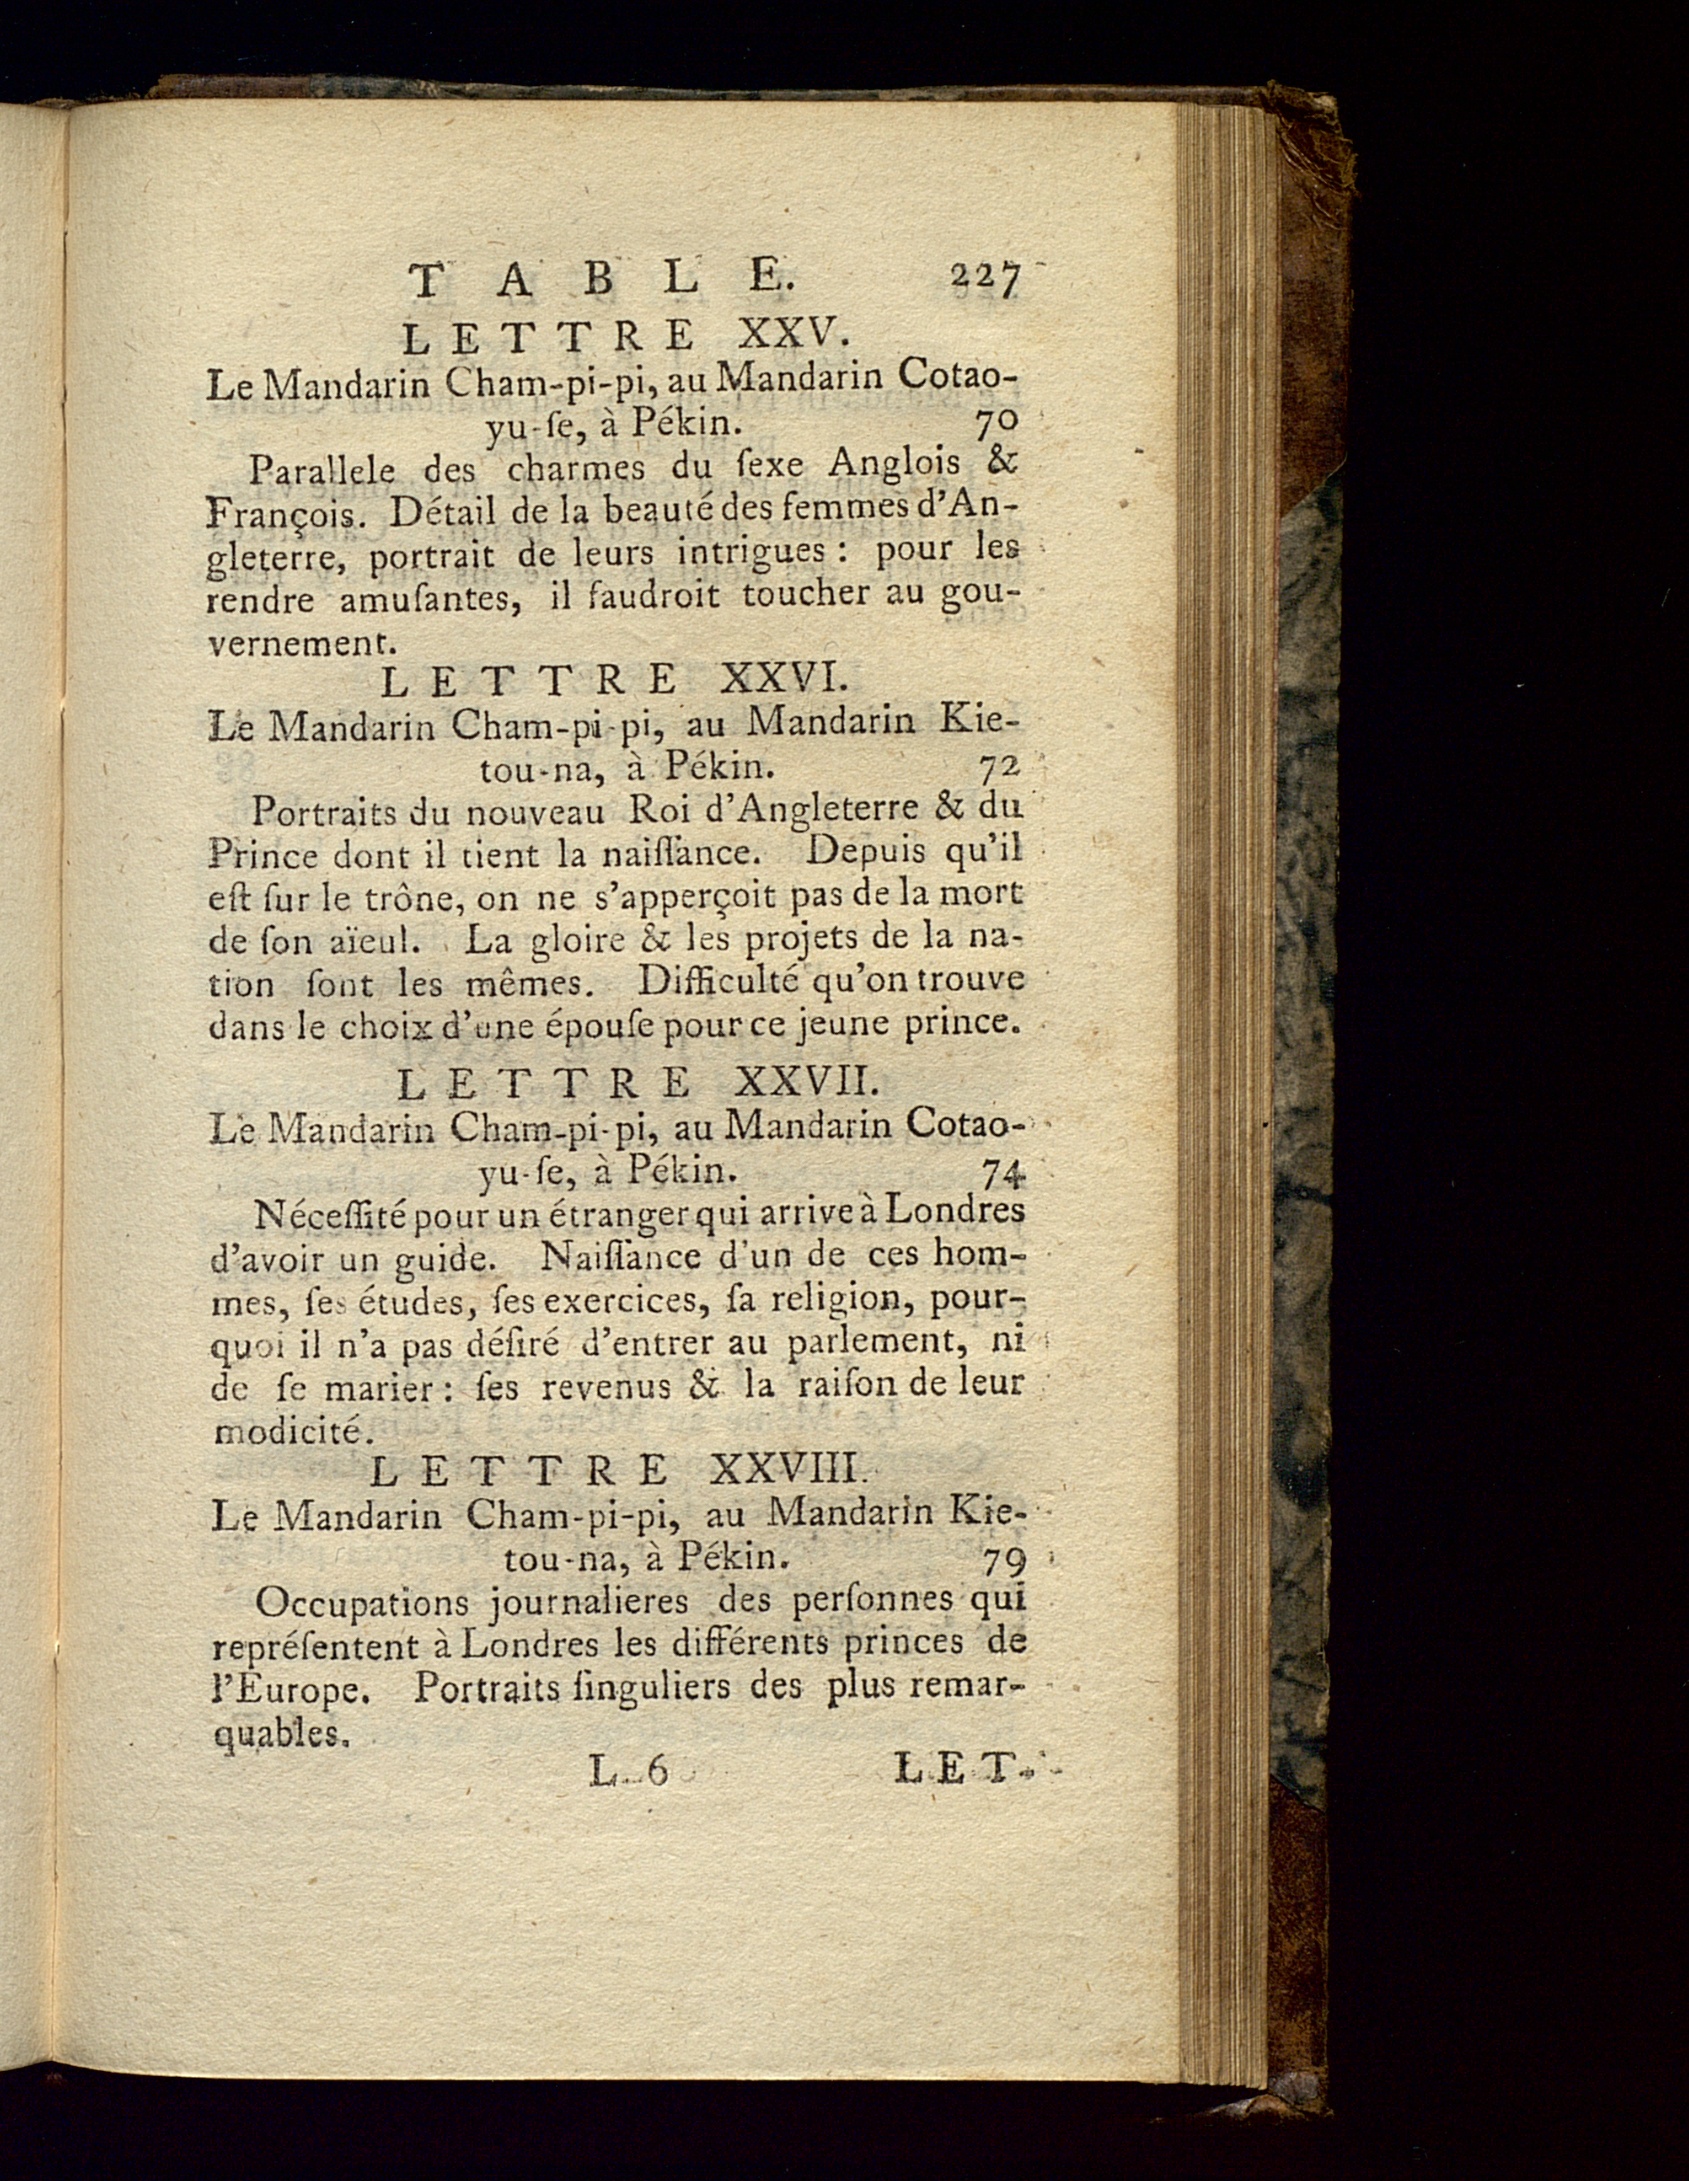 TABLE. 227
LETTRE XXV.
Le Mandarin Cham-pi-pi, au Mandarin Cotao-
yu-ſe, à Pékin. 70
Parallele des charmes du ſexe Anglois &
François. Détail de la beauté des femmes d'An-
gleterre, portrait de leurs intrigues : pour les
rendre amuſantes, il faudroit toucher au gou-
vernement.
LETTRE XXVI.
Le Mandarin Cham-pi-pi, au Mandarin Kie-
tou-na, à Pékin. 72
Portraits du nouveau Roi d'Angleterre & du
Prince dont il tient la naiſſance. Depuis qu'il
eſt ſur le trône, on ne s'apperçoit pas de la mort
de ſon aïeul. La gloire & les projets de la na-
tion ſont les mêmes. Difficulté qu'on trouve
dans le choix d'une épouſe pour ce jeune prince.
LETTRE XXVII.
Le Mandarin Cham-pi-pi, au Mandarin Cotao-
yu-ſe, à Pékin. 74
Néceſſité pour un étranger qui arrive à Londres
d'avoir un guide. Naiſſance d'un de ces hom-
mes, ſes études, ſes exercices, ſa religion, pour-
quoi il n'a pas déſiré d'entrer au parlement, ni
de ſe marier : ſes revenus & la raiſon de leur
modicité.
LETTRE XXVIII.
Le Mandarin Cham-pi-pi, au Mandarin Kie-
tou-na, à Pékin. 79
Occupations journalieres des perſonnes qui
repréſentent à Londres les différents princes de
l'Europe. Portraits ſinguliers des plus remar-
quables.
L 6 LET-